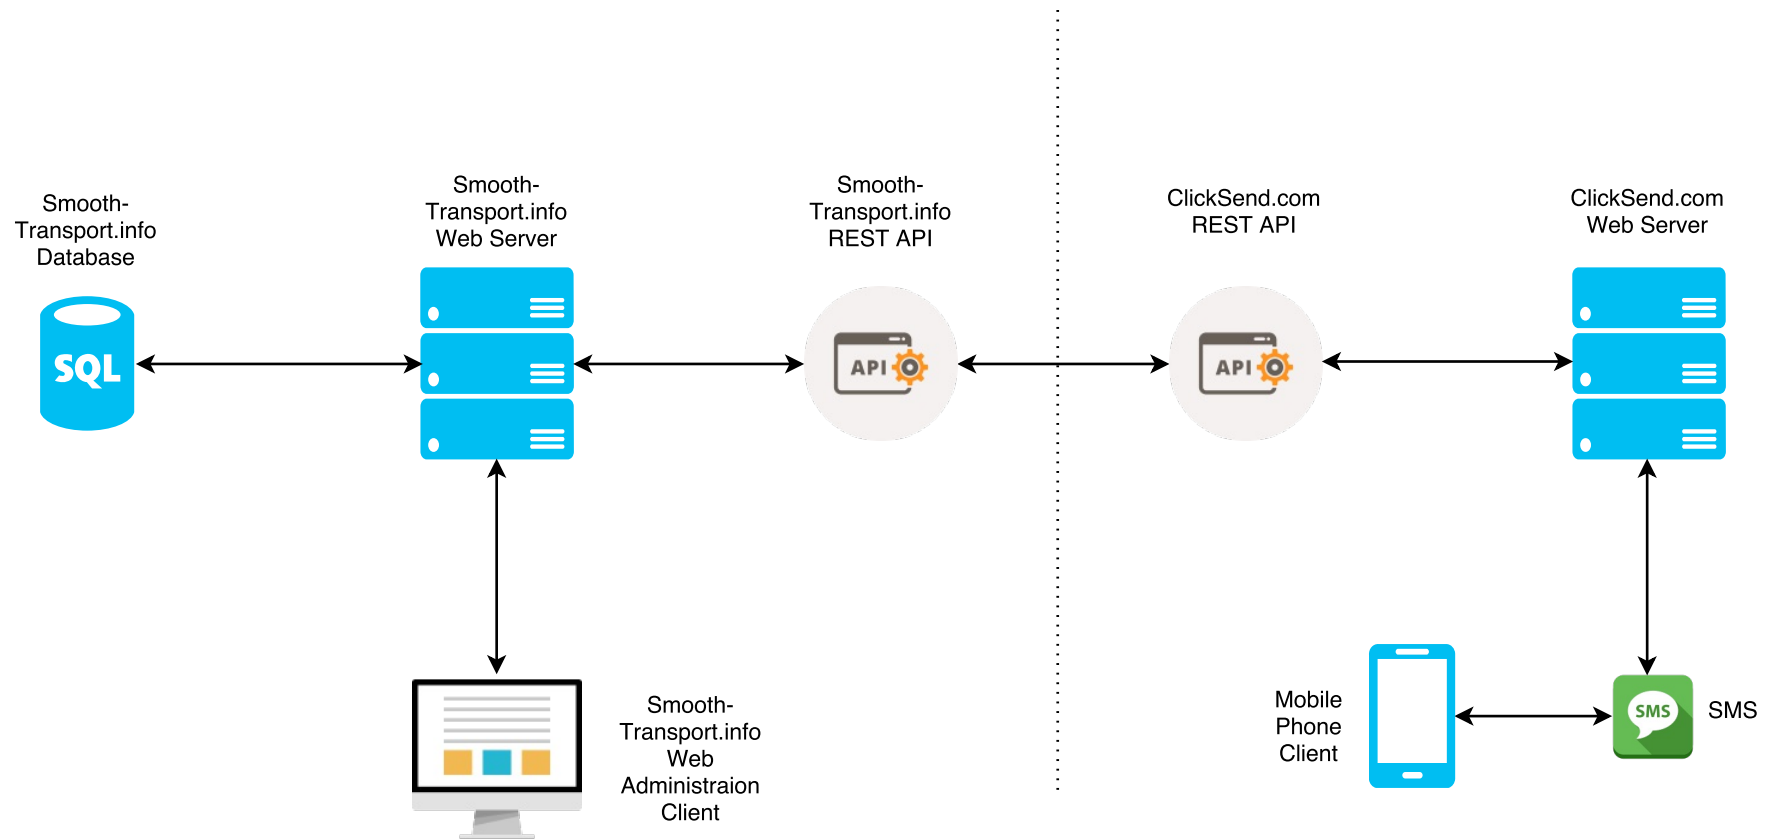 Smooth-
Transport.info
Database
Smooth-
Transport.info
Web Server
Smooth-
Transport.info
REST API
ClickSend.com
REST API
ClickSend.com
Web Server
SQL
API
API
Smooth-
Transport.info
Web
Administraion
Client
Mobile
Phone
Client
SMS
SMS